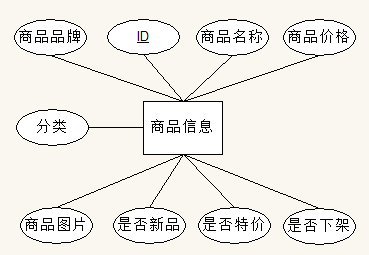 商品品牌
ID
商品名称
商品价格
分类
商品信息
商品图片
是否新品
是否特价
是否下架